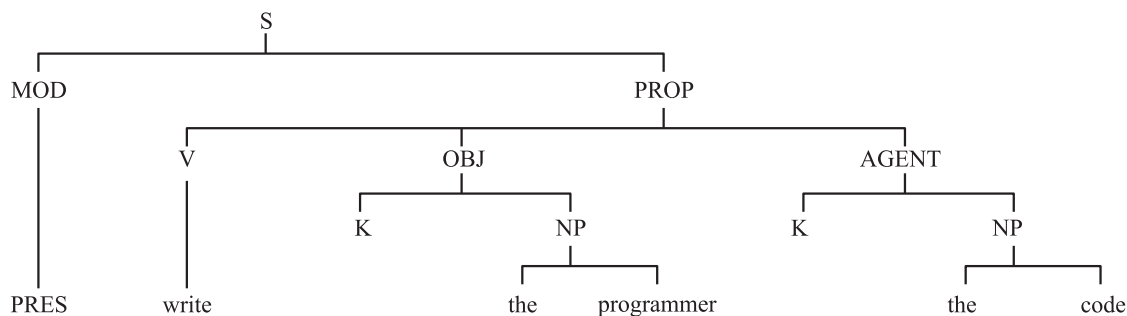 S
MOD PROP
V OBJ AGENT
K NP K NP
PRES write the programmer the code